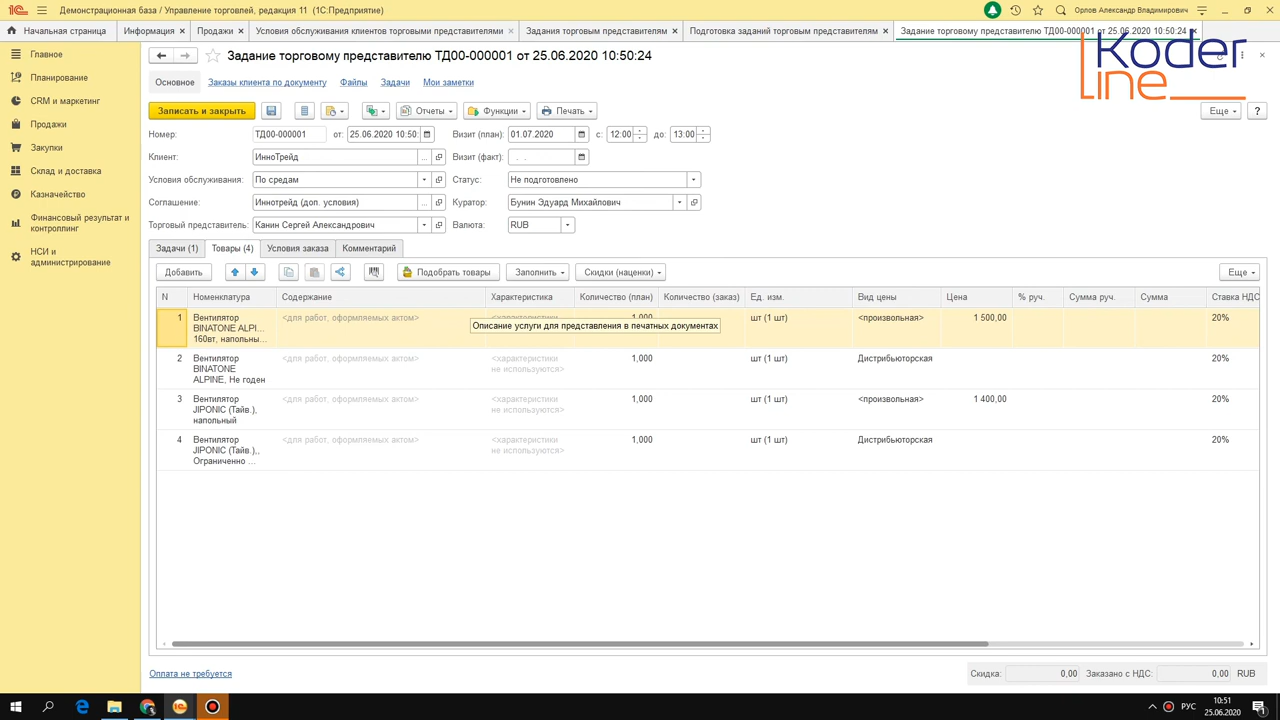 Демонстрационная база / Управление торговлей, редакция 11 (1С:Предприятие)
Орлов Александр Владимирович
Начальная страница
Информация ×
Продажи ×
Условия обслуживания клиентов торговыми представителями ×
Задания торговым представителям ×
Подготовка заданий торговым представителям ×
Задание торговому представителю ТД00-000001 от 25.06.2020 10:50:24 ×
Koder
line
Главное
Планирование
CRM и маркетинг
Продажи
Закупки
Склад и доставка
Казначейство
Финансовый результат и
контроллинг
НСИ и
администрирование
Задание торговому представителю ТД00-000001 от 25.06.2020 10:50:24
Основное
Заказы клиента по документу
Файлы
Задачи
Мои заметки
Записать и закрыть
Отчеты
Функции
Печать
Еще
?
Номер: ТД00-000001 от: 25.06.2020 10:50: Визит (план): 01.07.2020 с: 12:00 до: 13:00
Клиент: ИнноТрейд ... Визит (факт): . .
Условия обслуживания: По средам Статус: Не подготовлено
Соглашение: Иннотрейд (доп. условия) ... Куратор: Бунин Эдуард Михайлович
Торговый представитель: Канин Сергей Александрович Валюта: RUB
Задачи (1)
Товары (4)
Условия заказа
Комментарий
Добавить
Подобрать товары
Заполнить
Скидки (наценки)
Еще
N Номенклатура Содержание Характеристика Количество (план) Количество (заказ) Ед. изм. Вид цены Цена % руч. Сумма руч. Сумма Ставка НДС
1 Вентилятор <для работ, оформляемых актом> шт (1 шт) <произвольная> 1 500,00 20%
BINATONE ALPI...
160вт, напольны...
Описание услуги для представления в печатных документах
2 Вентилятор <для работ, оформляемых актом> <характеристики 1,000 шт (1 шт) Дистрибьюторская 20%
BINATONE не используются>
ALPINE, Не годен
3 Вентилятор <для работ, оформляемых актом> <характеристики 1,000 шт (1 шт) <произвольная> 1 400,00 20%
JIPONIC (Тайв.), не используются>
напольный
4 Вентилятор <для работ, оформляемых актом> <характеристики 1,000 шт (1 шт) Дистрибьюторская 20%
JIPONIC (Тайв.),, не используются>
Ограниченно ...
Оплата не требуется
Скидка: 0,00 Заказано с НДС: 0,00 RUB
РУС
10:51
25.06.2020
1